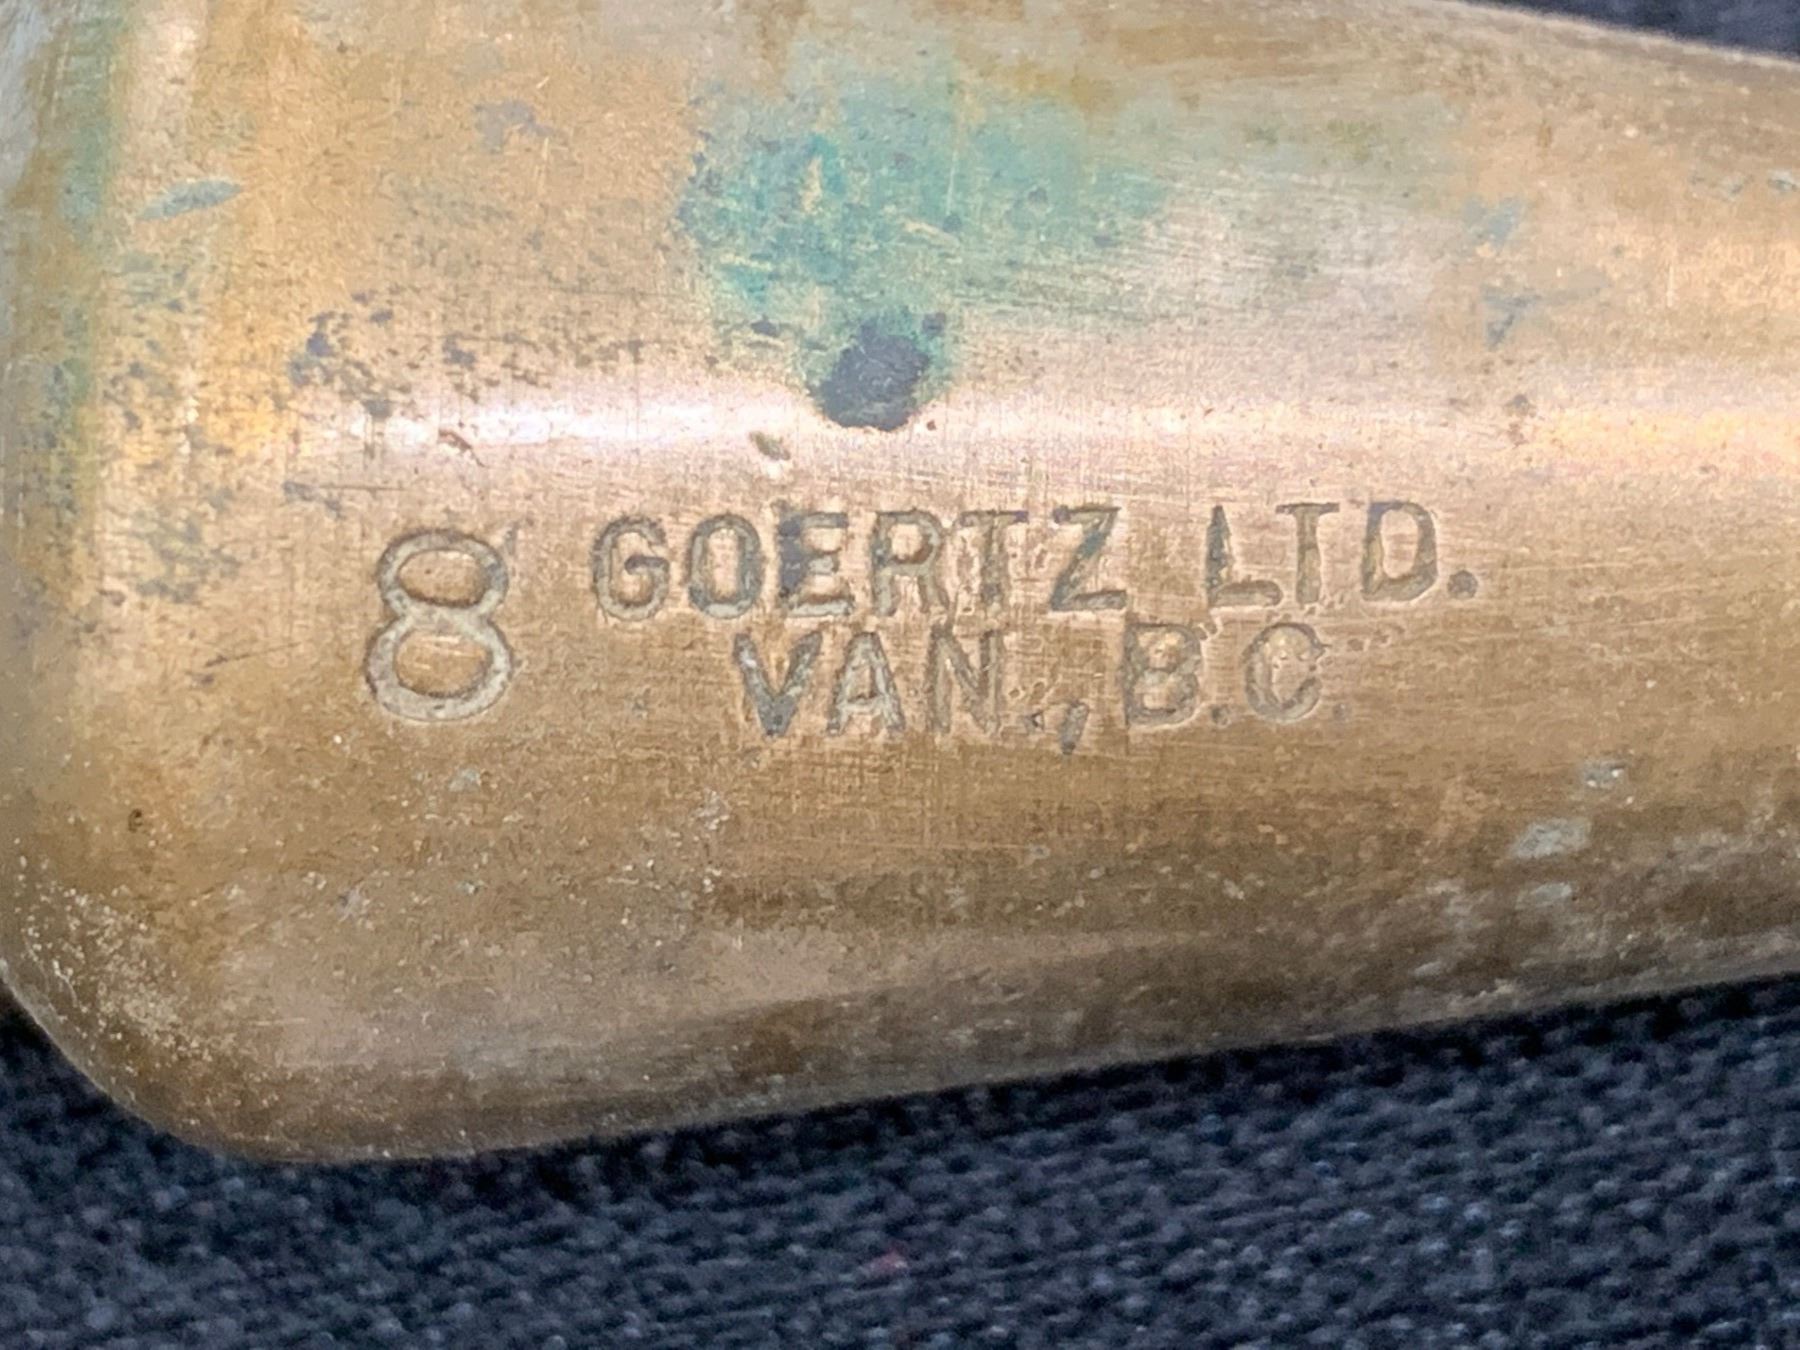 8 GOERTZ LTD.
VAN., B.C.